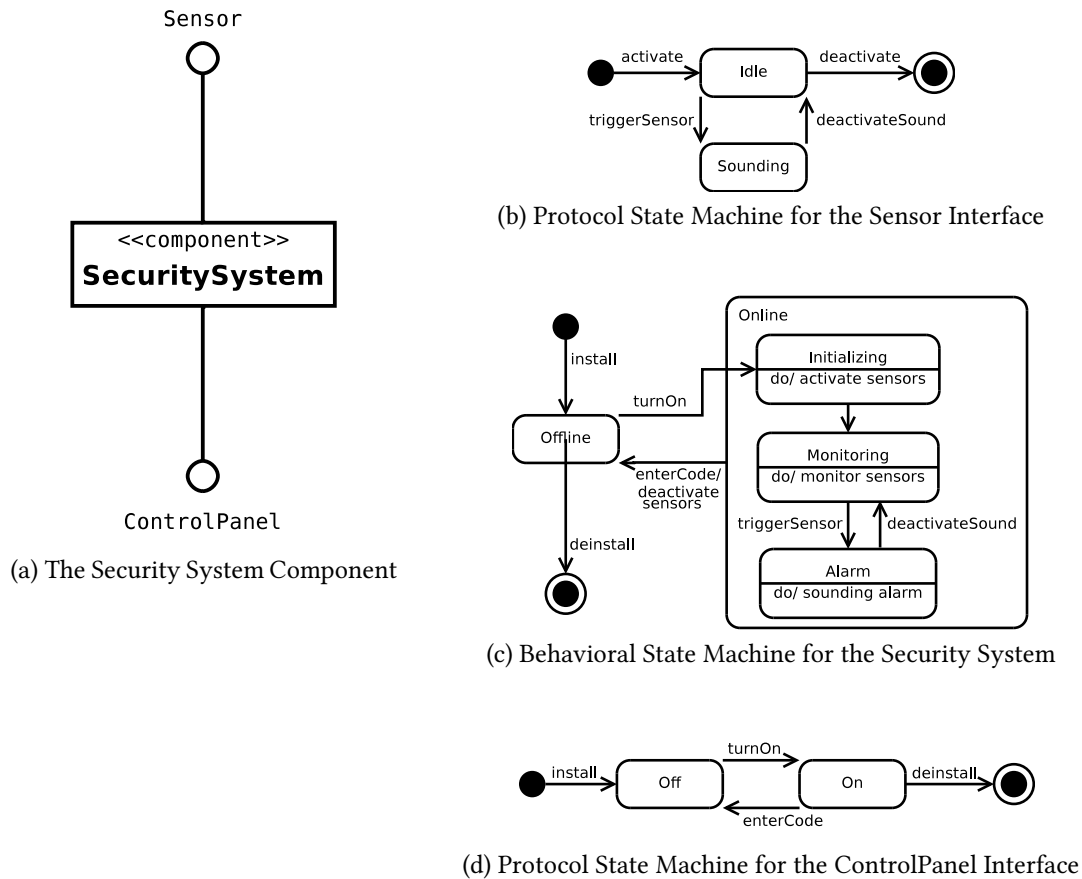 Sensor
<<component>>
SecuritySystem
ControlPanel
(a) The Security System Component
activate
Idle
deactivate
triggerSensor
deactivateSound
Sounding
(b) Protocol State Machine for the Sensor Interface
install
Offline
turnOn
enterCode/
deactivate
sensors
deinstall
Online
Initializing
do/ activate sensors
Monitoring
do/ monitor sensors
triggerSensor
deactivateSound
Alarm
do/ sounding alarm
(c) Behavioral State Machine for the Security System
install
Off
turnOn
On
enterCode
deinstall
(d) Protocol State Machine for the ControlPanel Interface